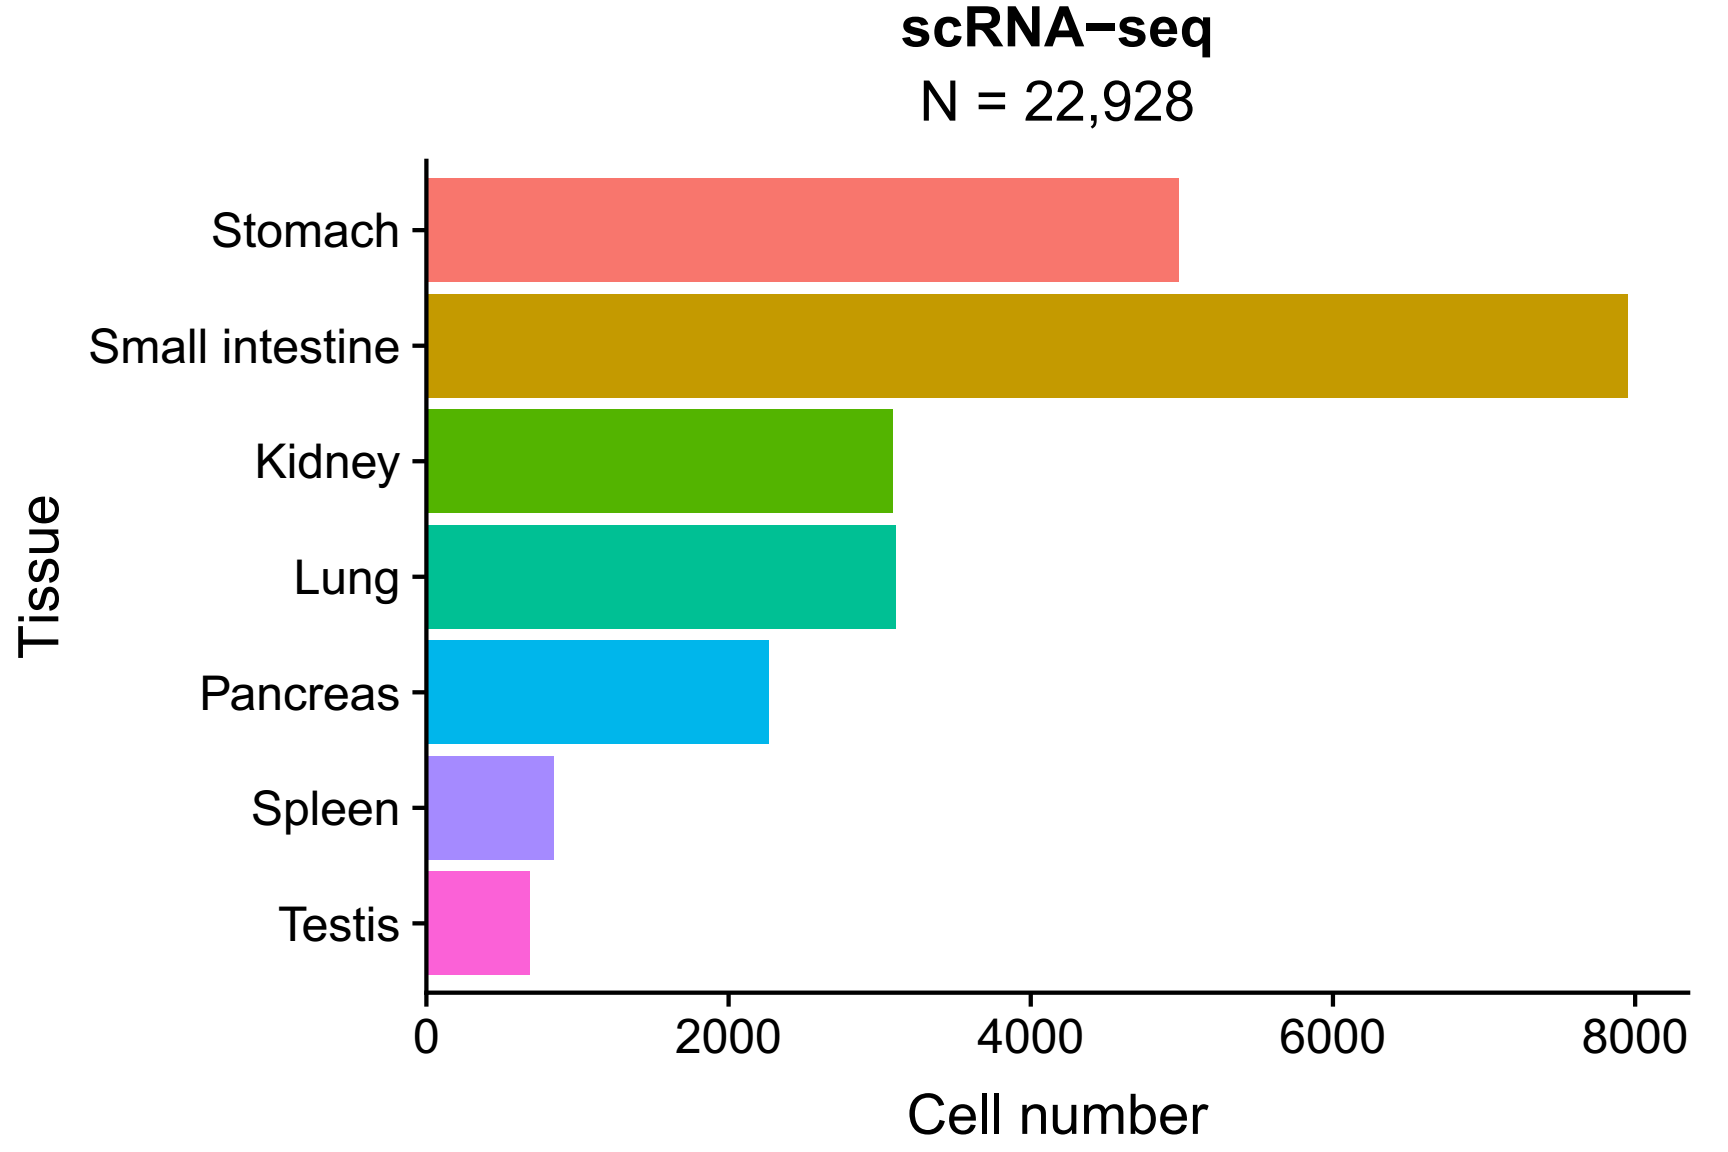 scRNA−seq
N = 22,928
Stomach
Small intestine
Kidney
Lung
Pancreas
Spleen
Testis
Tissue
0 2000 4000 6000 8000
Cell number